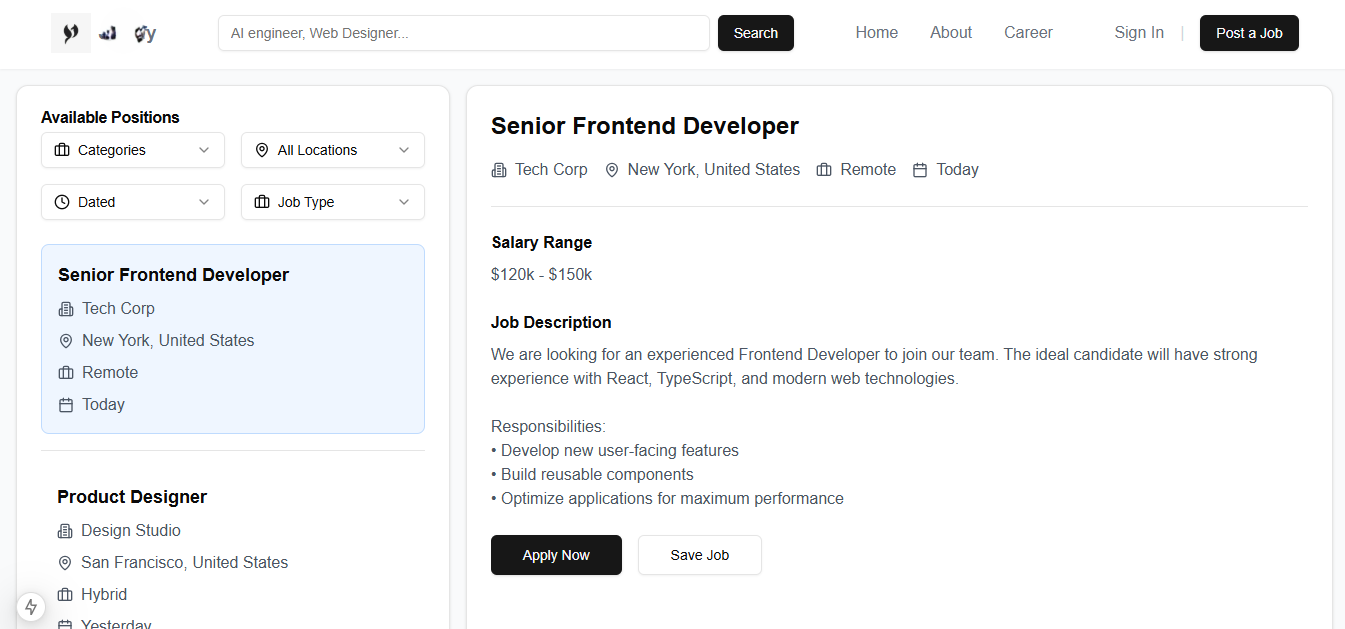 AI engineer, Web Designer...
Search
Home
About
Career
Sign In
|
Post a Job
Available Positions
Categories
All Locations
Dated
Job Type
Senior Frontend Developer
Tech Corp
New York, United States
Remote
Today
Product Designer
Design Studio
San Francisco, United States
Hybrid
Yesterday
Senior Frontend Developer
Tech Corp
New York, United States
Remote
Today
Salary Range
$120k - $150k
Job Description
We are looking for an experienced Frontend Developer to join our team. The ideal candidate will have strong
experience with React, TypeScript, and modern web technologies.
Responsibilities:
• Develop new user-facing features
• Build reusable components
• Optimize applications for maximum performance
Apply Now
Save Job